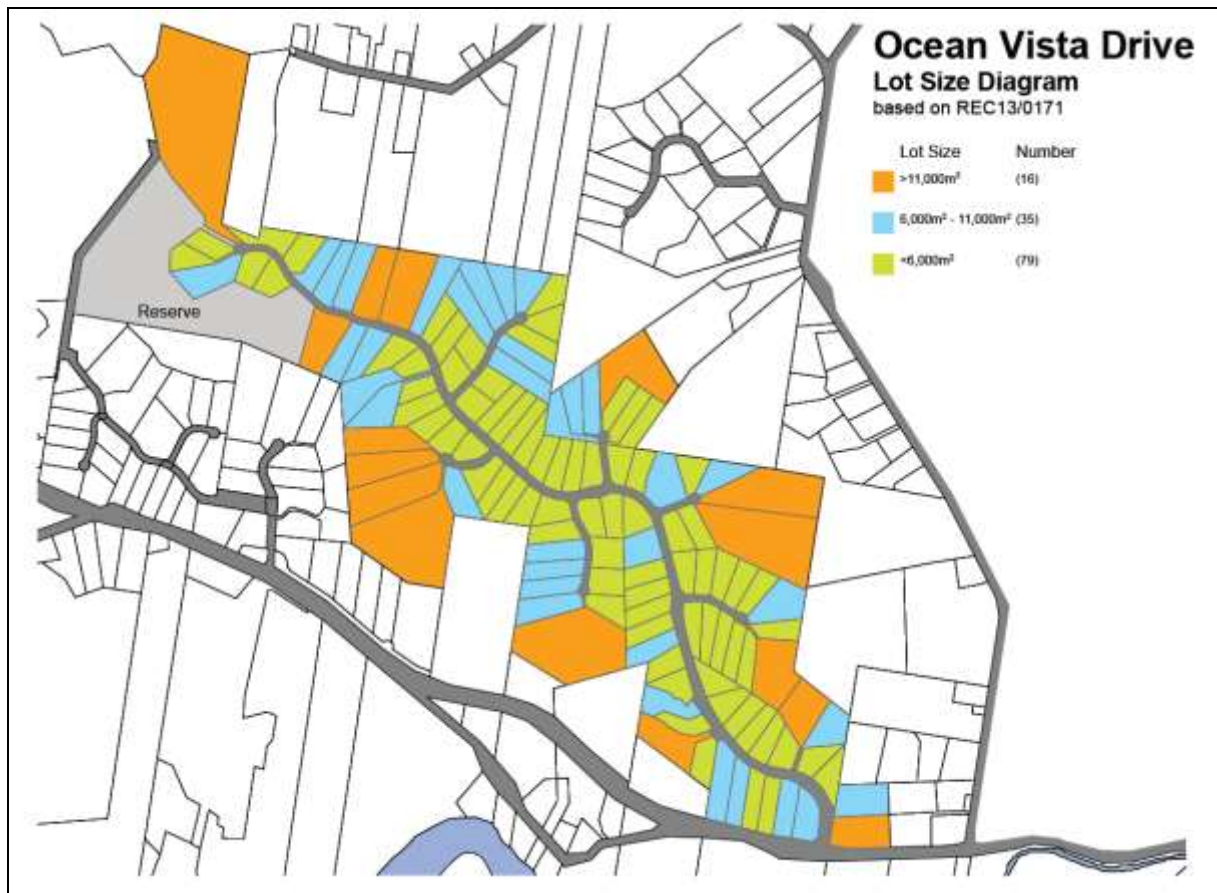 Ocean Vista Drive
Lot Size Diagram
based on REC13/0171
Lot Size Number
>11,000m² (16)
6,000m² - 11,000m² (35)
<6,000m² (79)
Reserve